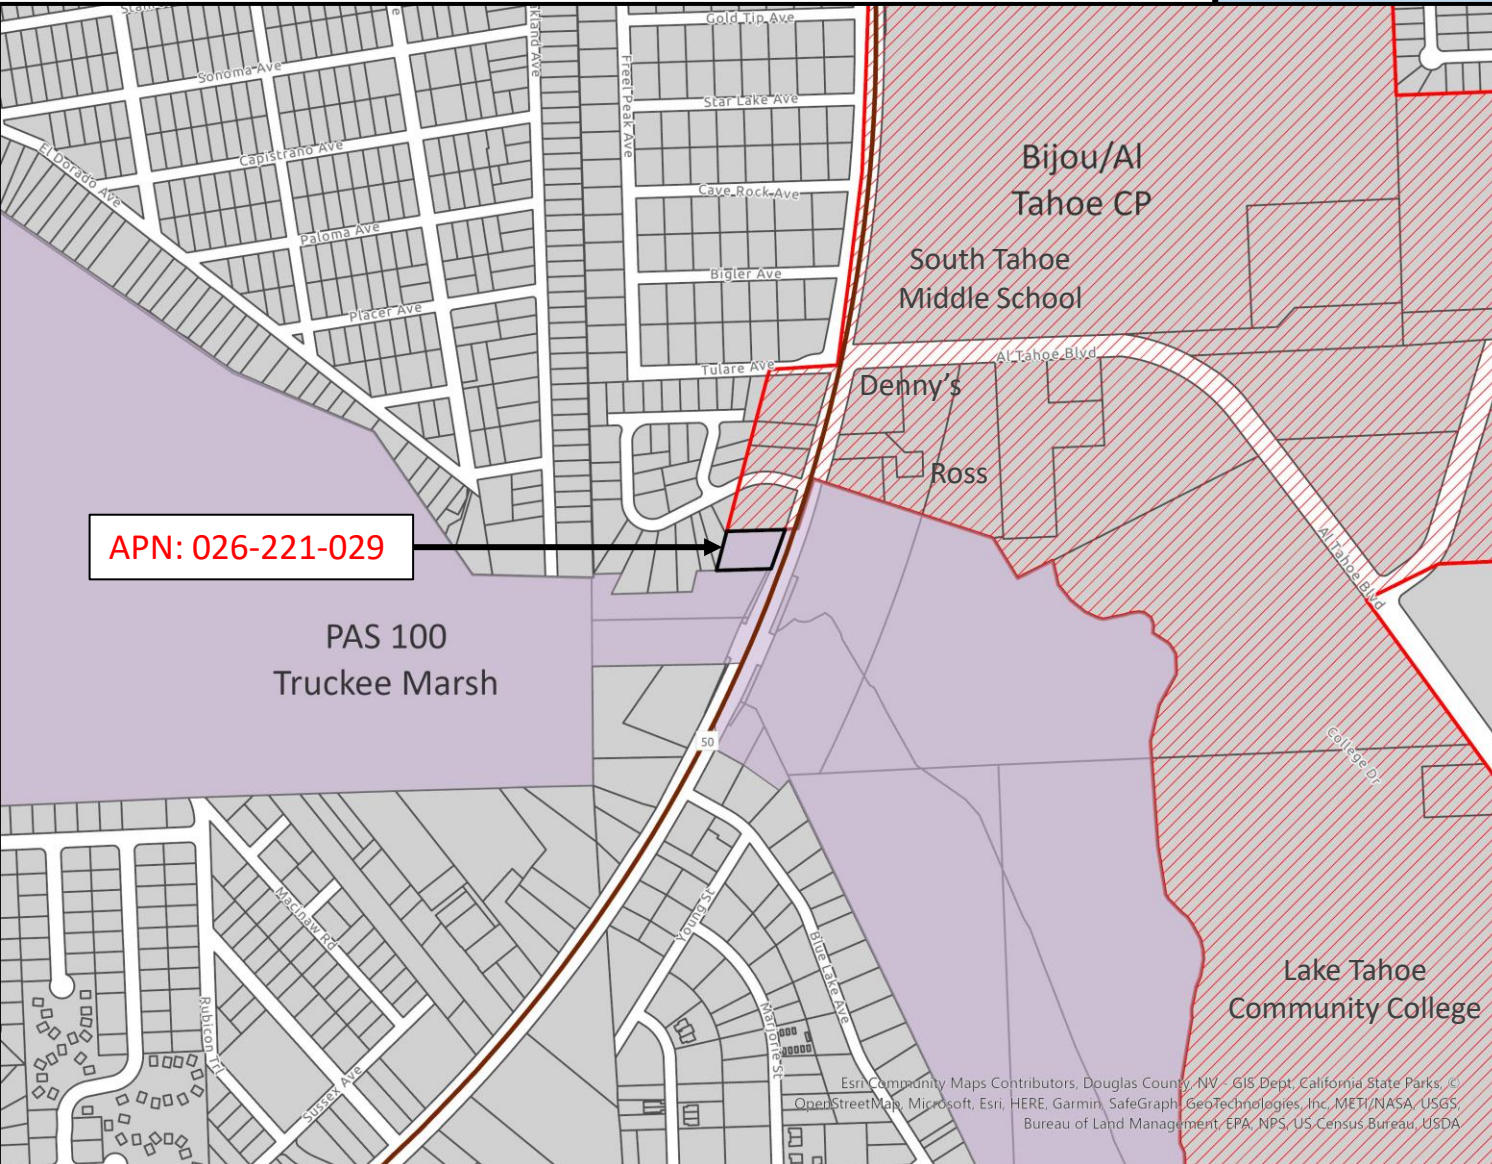 Gold Tip Ave
Sonoma Ave
Freel Peak Ave
Star Lake Ave
El Dorado Ave
Capistrano Ave
Cave Rock Ave
Bijou/Al
Tahoe CP
Paloma Ave
Bigler Ave
South Tahoe
Middle School
Placer Ave
Tulare Ave
Al Tahoe Blvd
Denny's
Ross
APN: 026-221-029
Al Tahoe Blvd
PAS 100
Truckee Marsh
50
College Dr
Macinaw Rd
Young St
Blue Lake Ave
Lake Tahoe
Community College
Rubicon Trl
Marjorie St
Sussex Ave
Esri Community Maps Contributors, Douglas County, NV - GIS Dept, California State Parks, ©
OpenStreetMap, Microsoft, Esri, HERE, Garmin, SafeGraph, GeoTechnologies, Inc, METI/NASA, USGS,
Bureau of Land Management, EPA, NPS, US Census Bureau, USDA